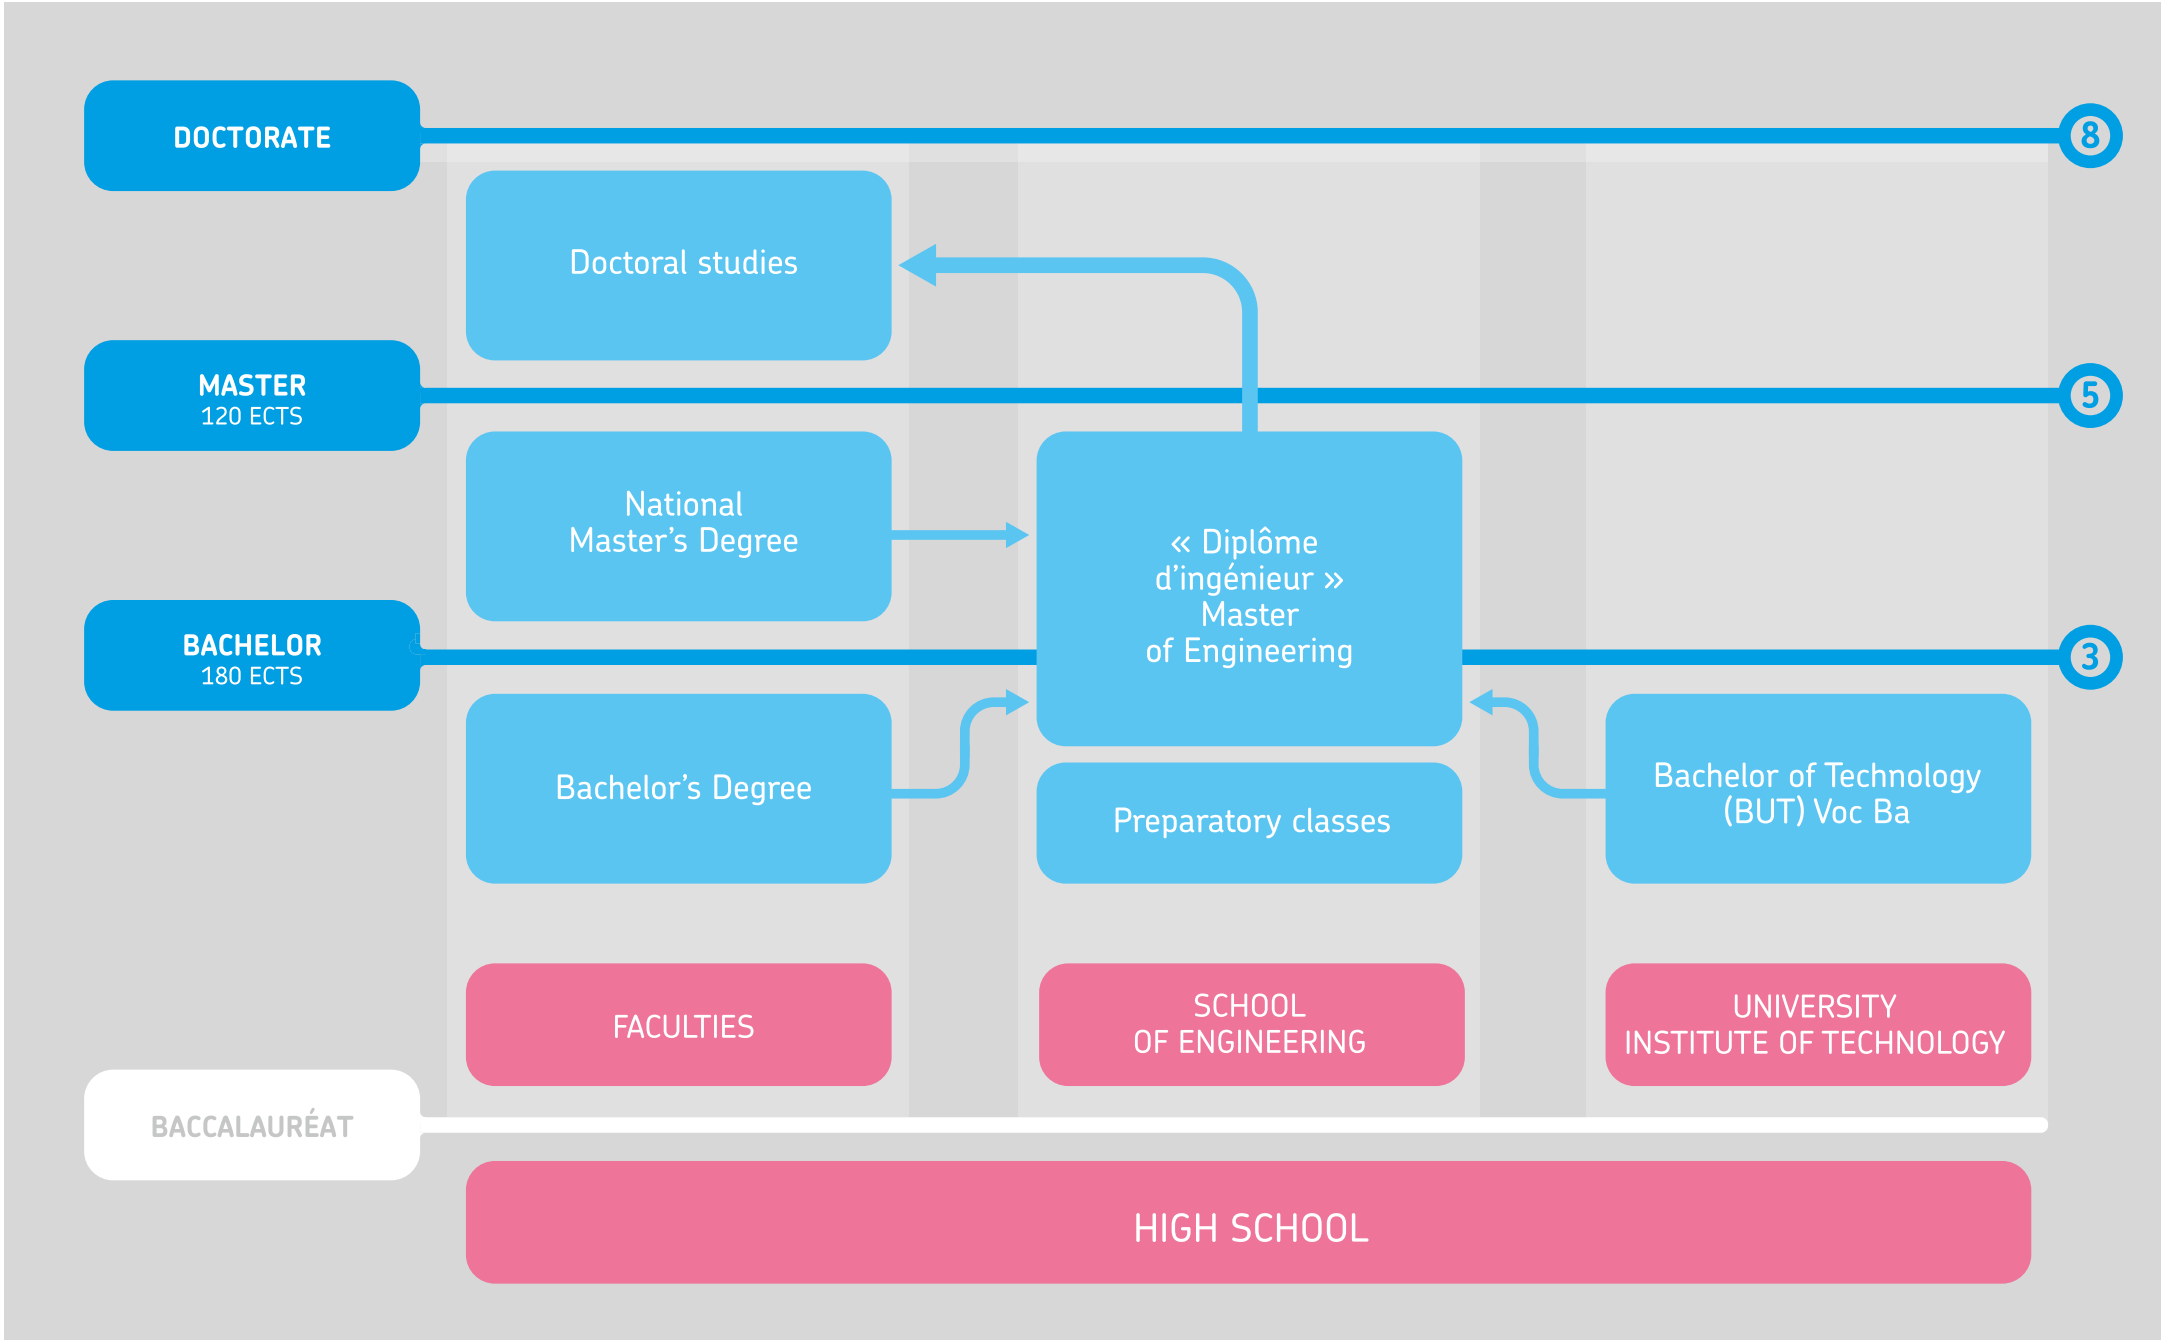 DOCTORATE
8
Doctoral studies
MASTER
120 ECTS
5
National
Master's Degree
« Diplôme
d'ingénieur »
Master
of Engineering
BACHELOR
180 ECTS
3
Bachelor's Degree
Preparatory classes
Bachelor of Technology
(BUT) Voc Ba
FACULTIES
SCHOOL
OF ENGINEERING
UNIVERSITY
INSTITUTE OF TECHNOLOGY
BACCALAURÉAT
HIGH SCHOOL